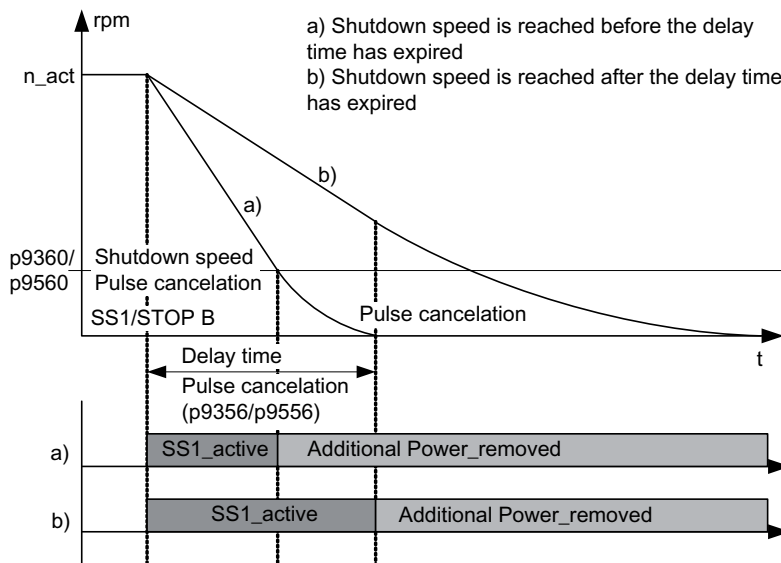 rpm
a) Shutdown speed is reached before the delay
time has expired
b) Shutdown speed is reached after the delay time
has expired
n_act
b)
a)
p9360/
p9560
Shutdown speed
Pulse cancelation
SS1/STOP B
Pulse cancelation
t
Delay time
Pulse cancelation
(p9356/p9556)
a)
SS1_active
Additional Power_removed
b)
SS1_active
Additional Power_removed